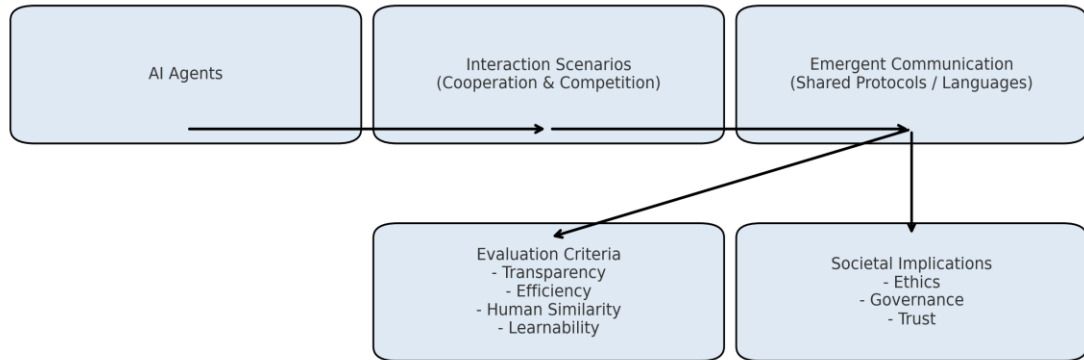 AI Agents
Interaction Scenarios
(Cooperation & Competition)
Emergent Communication
(Shared Protocols / Languages)
Evaluation Criteria
- Transparency
- Efficiency
- Human Similarity
- Learnability
Societal Implications
- Ethics
- Governance
- Trust